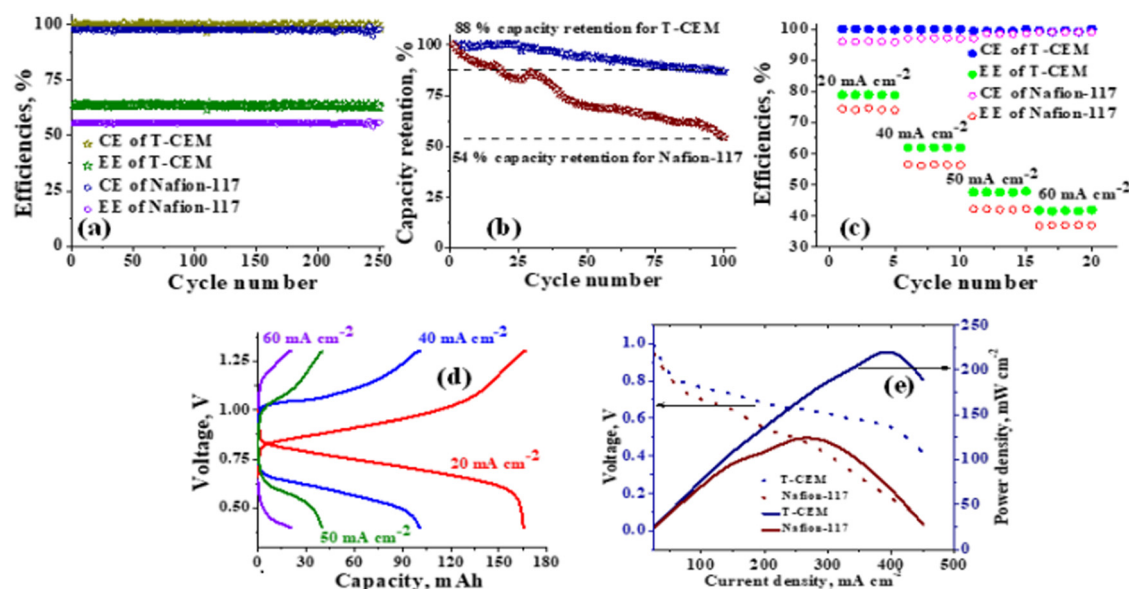 100
75
50
25
0
Efficiencies, %
CE of T-CEM
EE of T-CEM
CE of Nafion-117
EE of Nafion-117
(a)
0 50 100 150 200 250
Cycle number
100
75
50
25
0
Capacity retention, %
88 % capacity retention for T-CEM
54 % capacity retention for Nafion-117
(b)
0 25 50 75 100
Cycle number
100
90
80
70
60
50
40
30
Efficiencies, %
CE of T-CEM
EE of T-CEM
CE of Nafion-117
EE of Nafion-117
20 mA cm-2
40 mA cm-2
50 mA cm-2
60 mA cm-2
(c)
0 5 10 15 20
Cycle number
1.25
1.00
0.75
0.50
Voltage, V
60 mA cm-2
40 mA cm-2
(d)
20 mA cm-2
50 mA cm-2
0 30 60 90 120 150 180
Capacity, mAh
1.0
0.8
0.6
0.4
0.2
0.0
Voltage, V
(e)
T-CEM
Nafion-117
T-CEM
Nafion-117
250
200
150
100
50
0
Power density, mW cm-2
100 200 300 400 500
Current density, mA cm-2